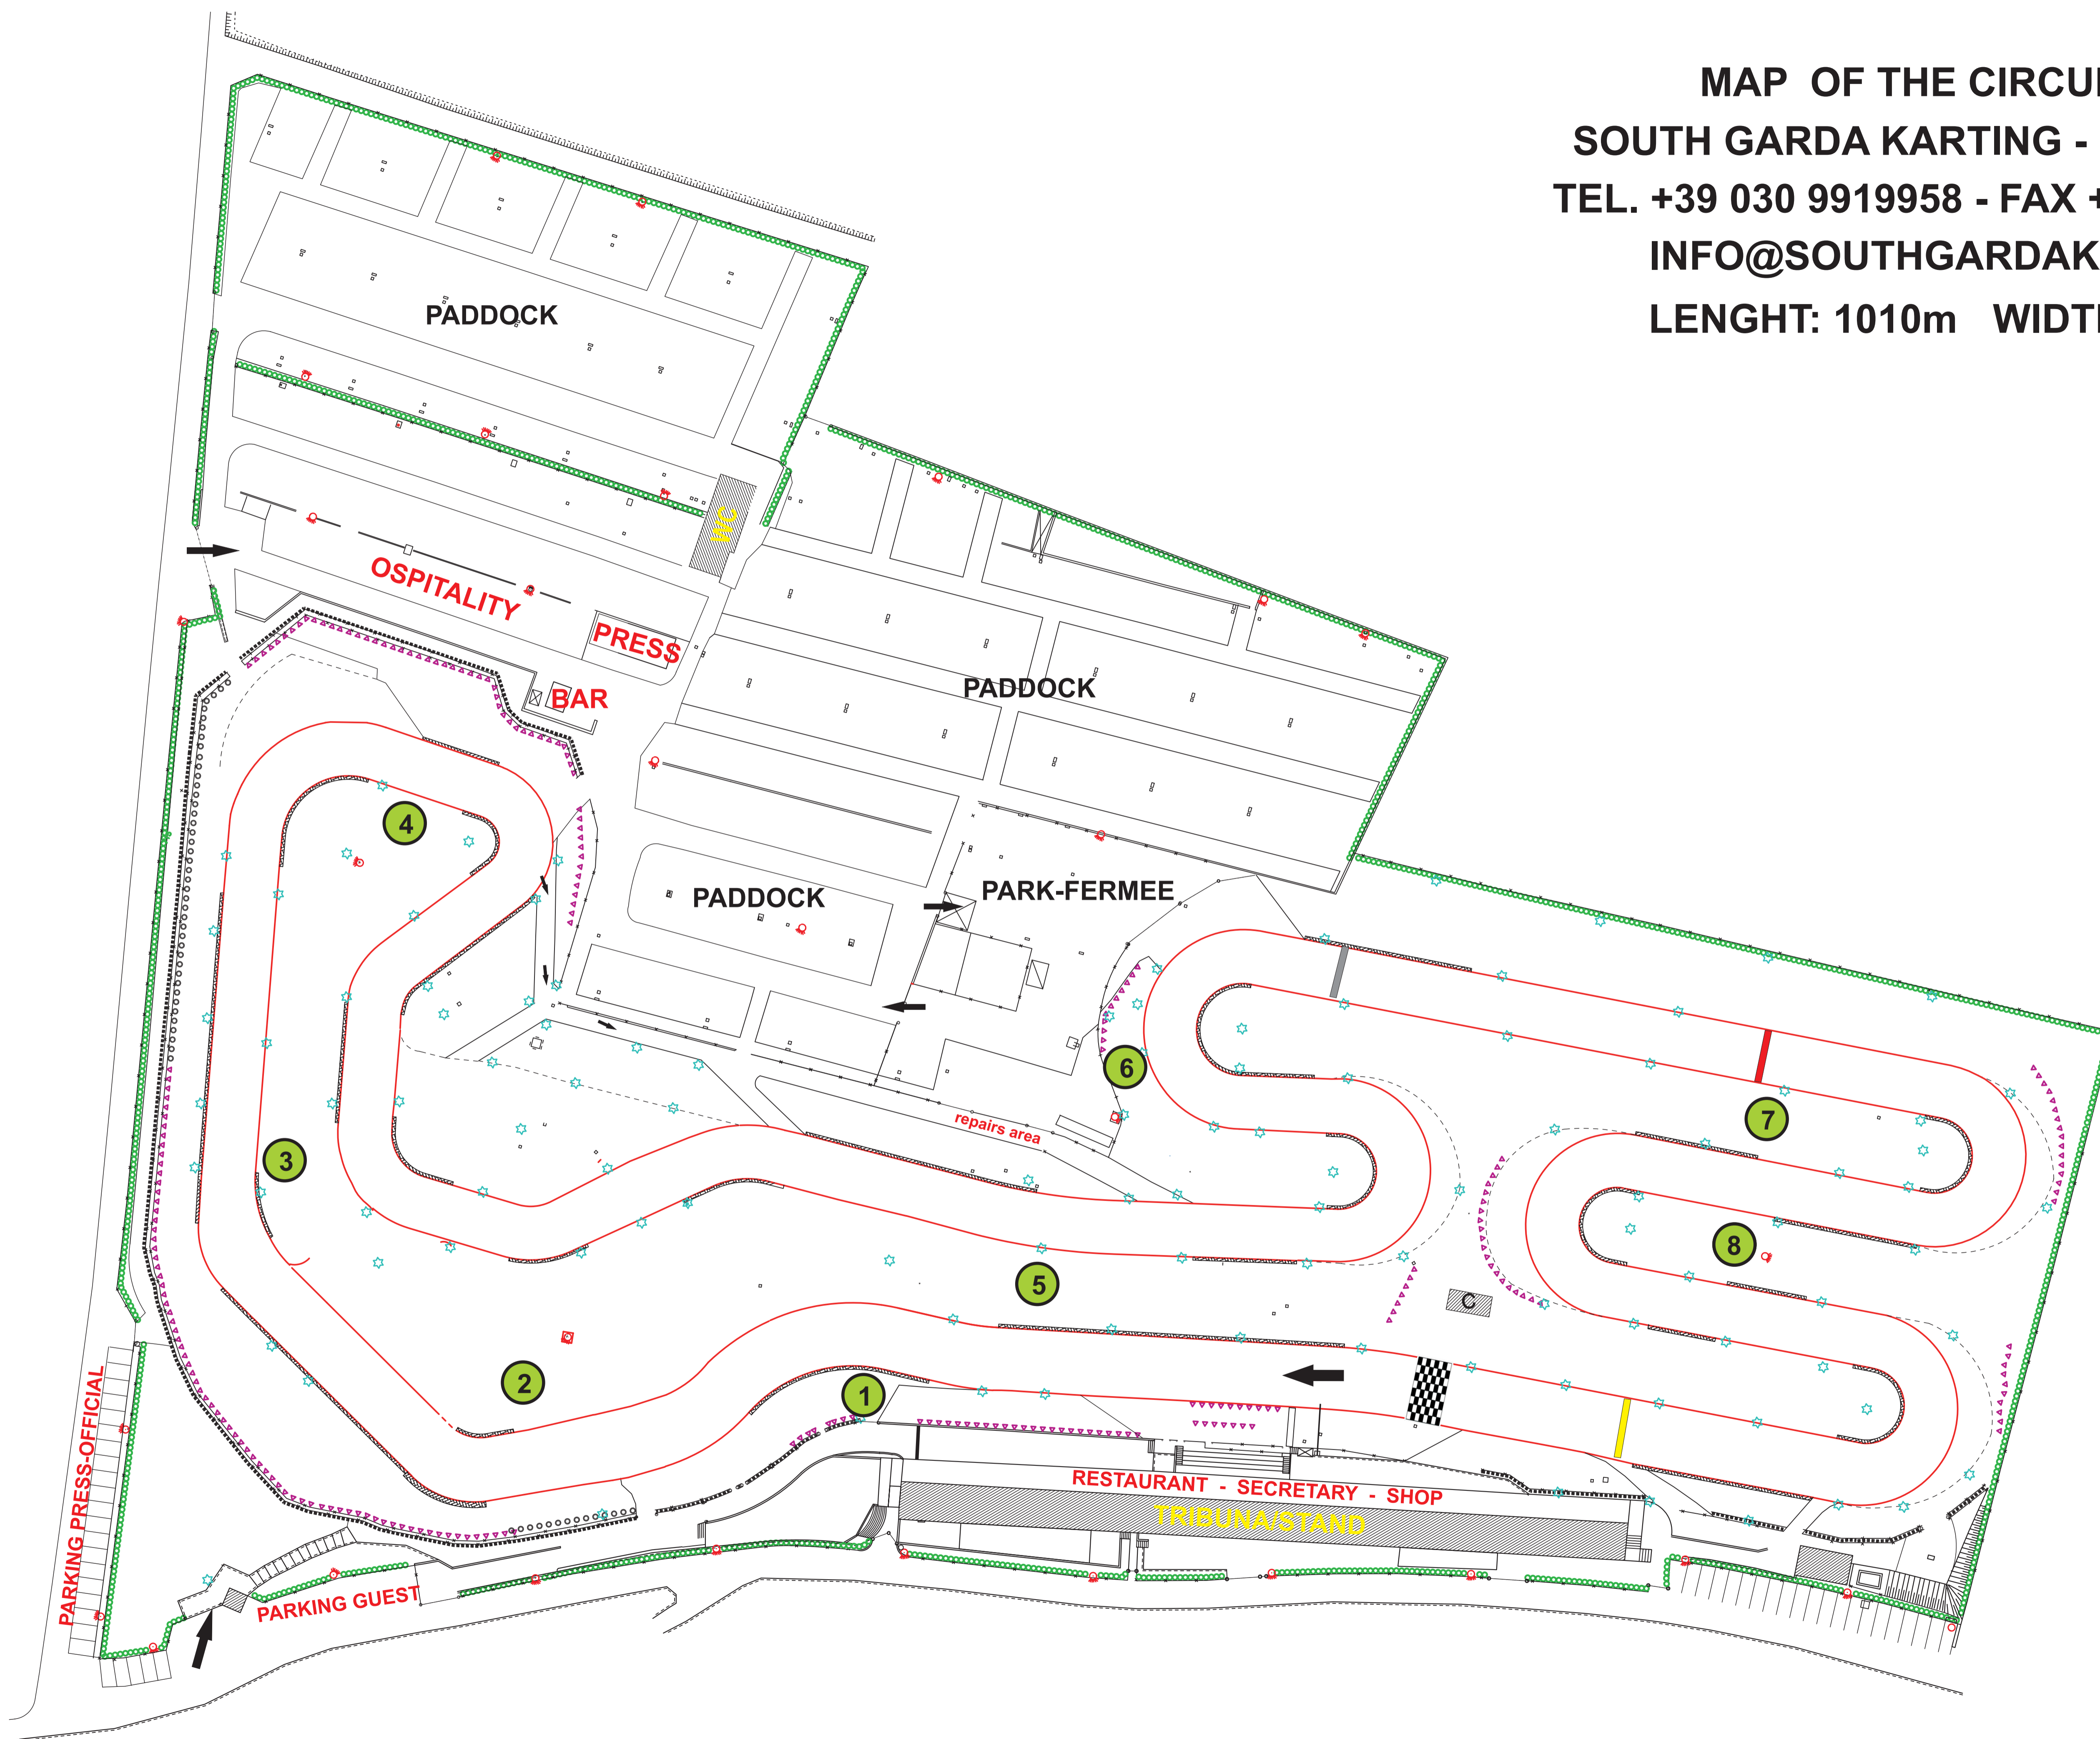 MAP OF THE CIRCUI
SOUTH GARDA KARTING -
TEL. +39 030 9919958 - FAX +
INFO@SOUTHGARDAK
LENGHT: 1010m WIDT
PADDOCK
WC
OSPITALITY
PRESS
BAR
PADDOCK
4
PADDOCK
PARK-FERMEE
6
7
repairs area
3
8
5
C
2
1
PARKING PRESS-OFFICIAL
RESTAURANT - SECRETARY - SHOP
TRIBUNA/STAND
PARKING GUEST